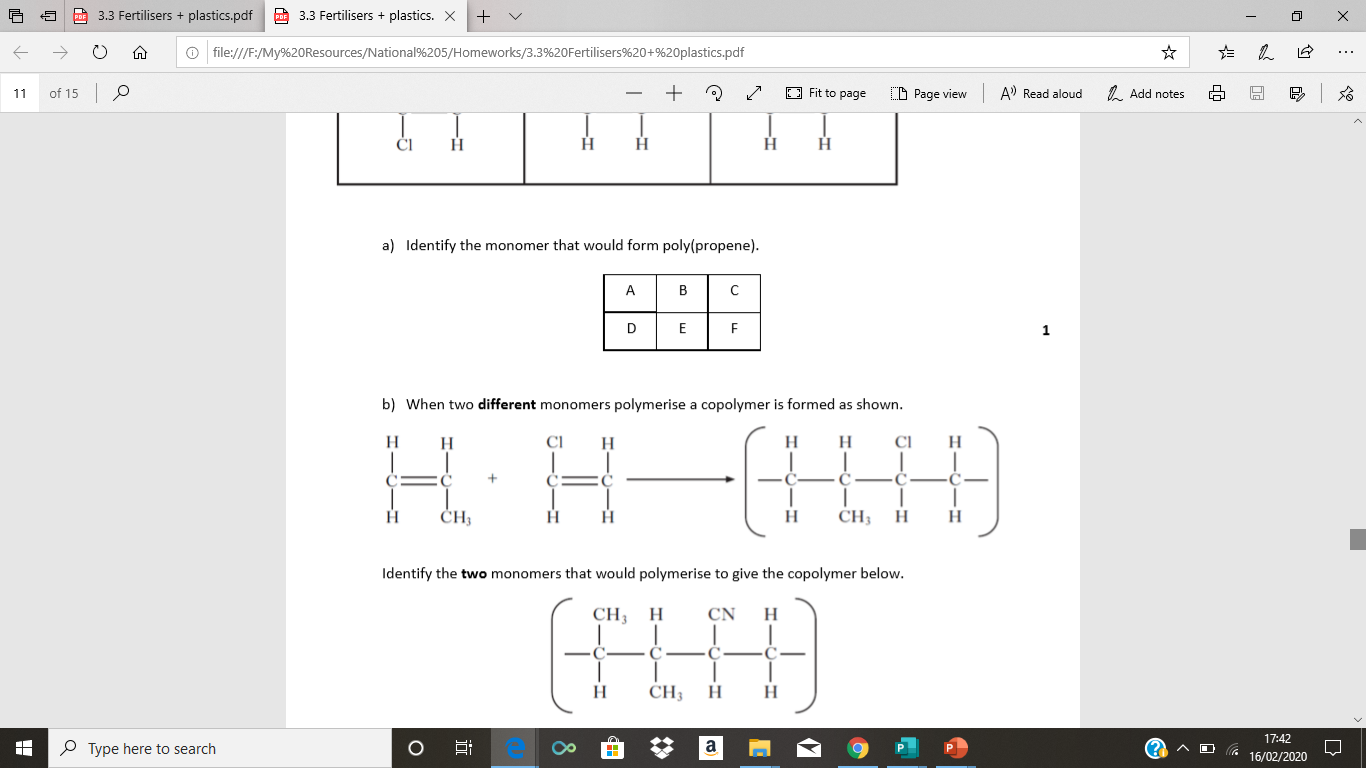 3.3 Fertilisers + plastics.pdf
3.3 Fertilisers + plastics.
file:///F:/My%20Resources/National%205/Homeworks/3.3%20Fertilisers%20+%20plastics.pdf
11 of 15
Fit to page
Page view
Read aloud
Add notes
Cl H H H H H
a) Identify the monomer that would form poly(propene).
A B C
D E F
1
b) When two different monomers polymerise a copolymer is formed as shown.
H H Cl H H H Cl H
C C + C C C C C C
H CH3 H H H CH3 H H
Identify the two monomers that would polymerise to give the copolymer below.
CH3 H CN H
C C C C
H CH3 H H
Type here to search
17:42
16/02/2020